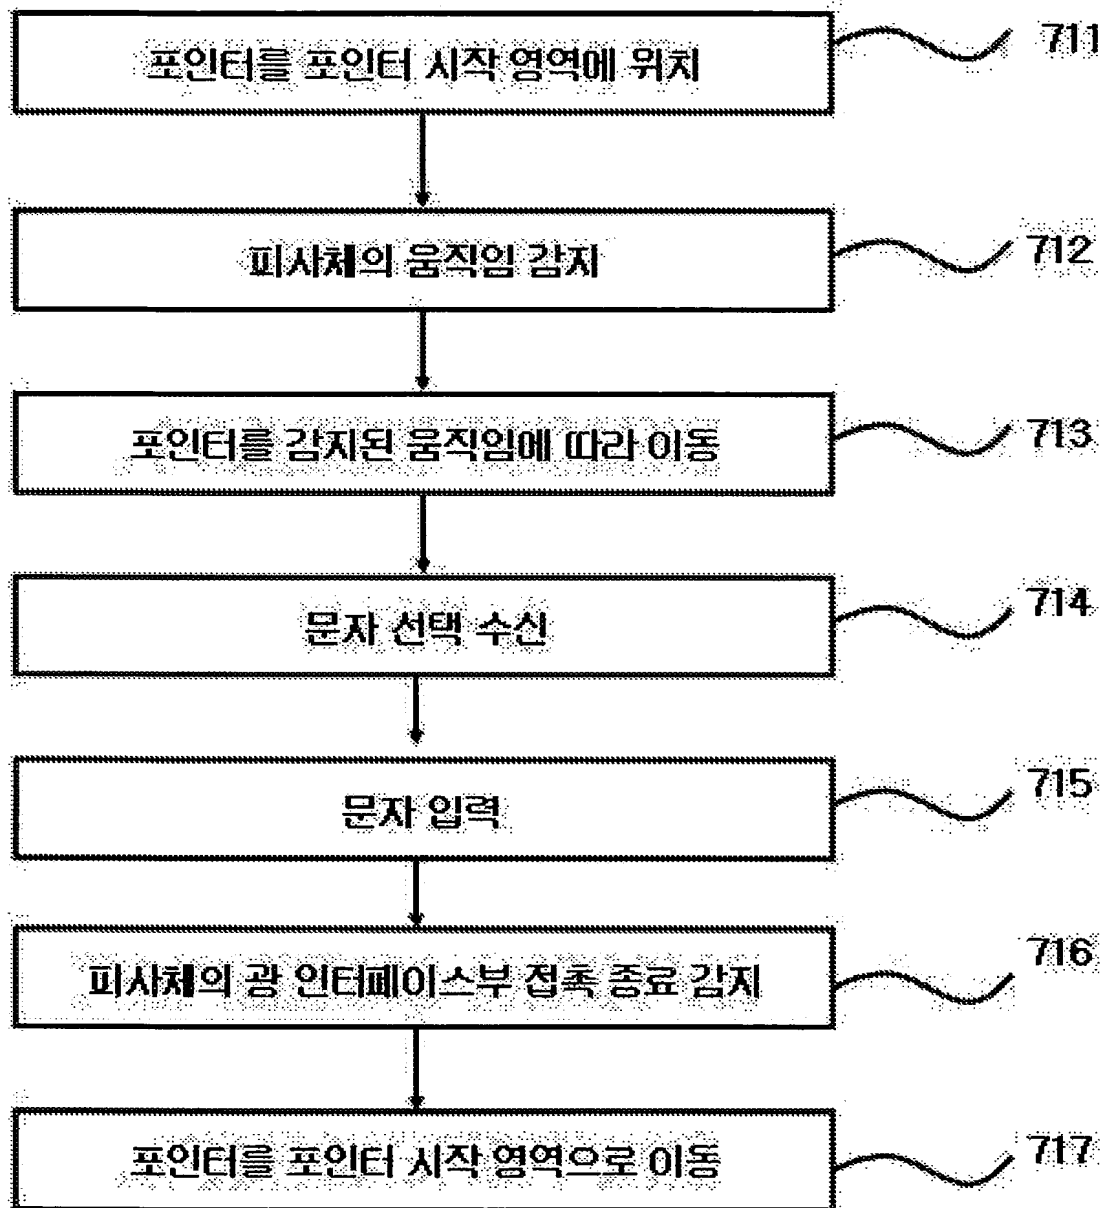 포인터를 포인터 시작 영역에 위치 711
피사체의 움직임 감지 712
포인터를 감지된 움직임에 따라 이동 713
문자 선택 수신 714
문자 입력 715
피사체의 광 인터페이스부 접촉 종료 감지 716
포인터를 포인터 시작 영역으로 이동 717